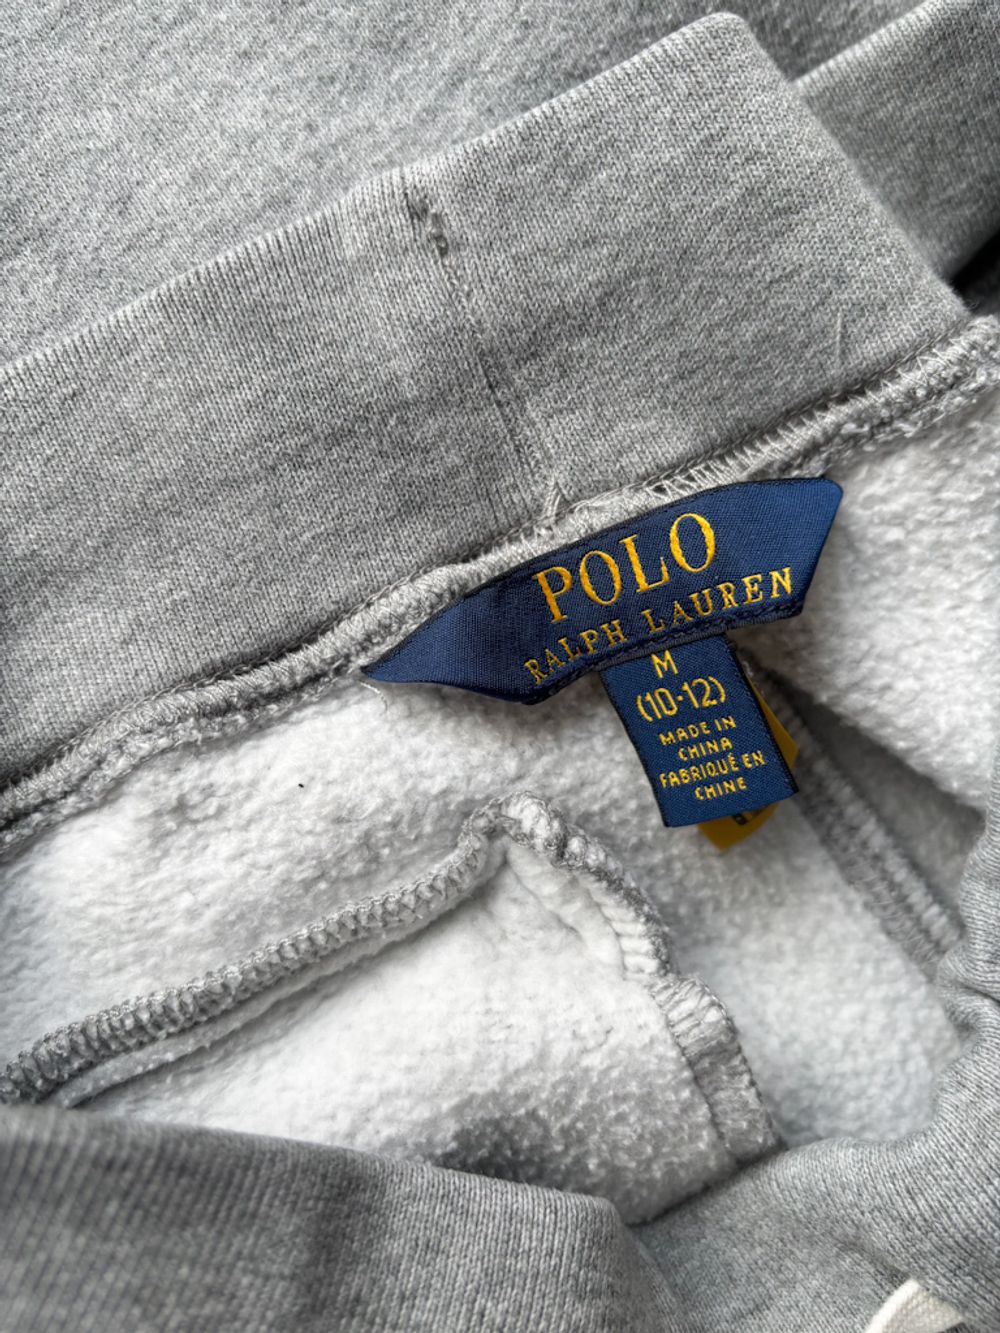 POLO
RALPH LAUREN
M
(10-12)
MADE IN
CHINA
FABRIQUÉ EN
CHINE